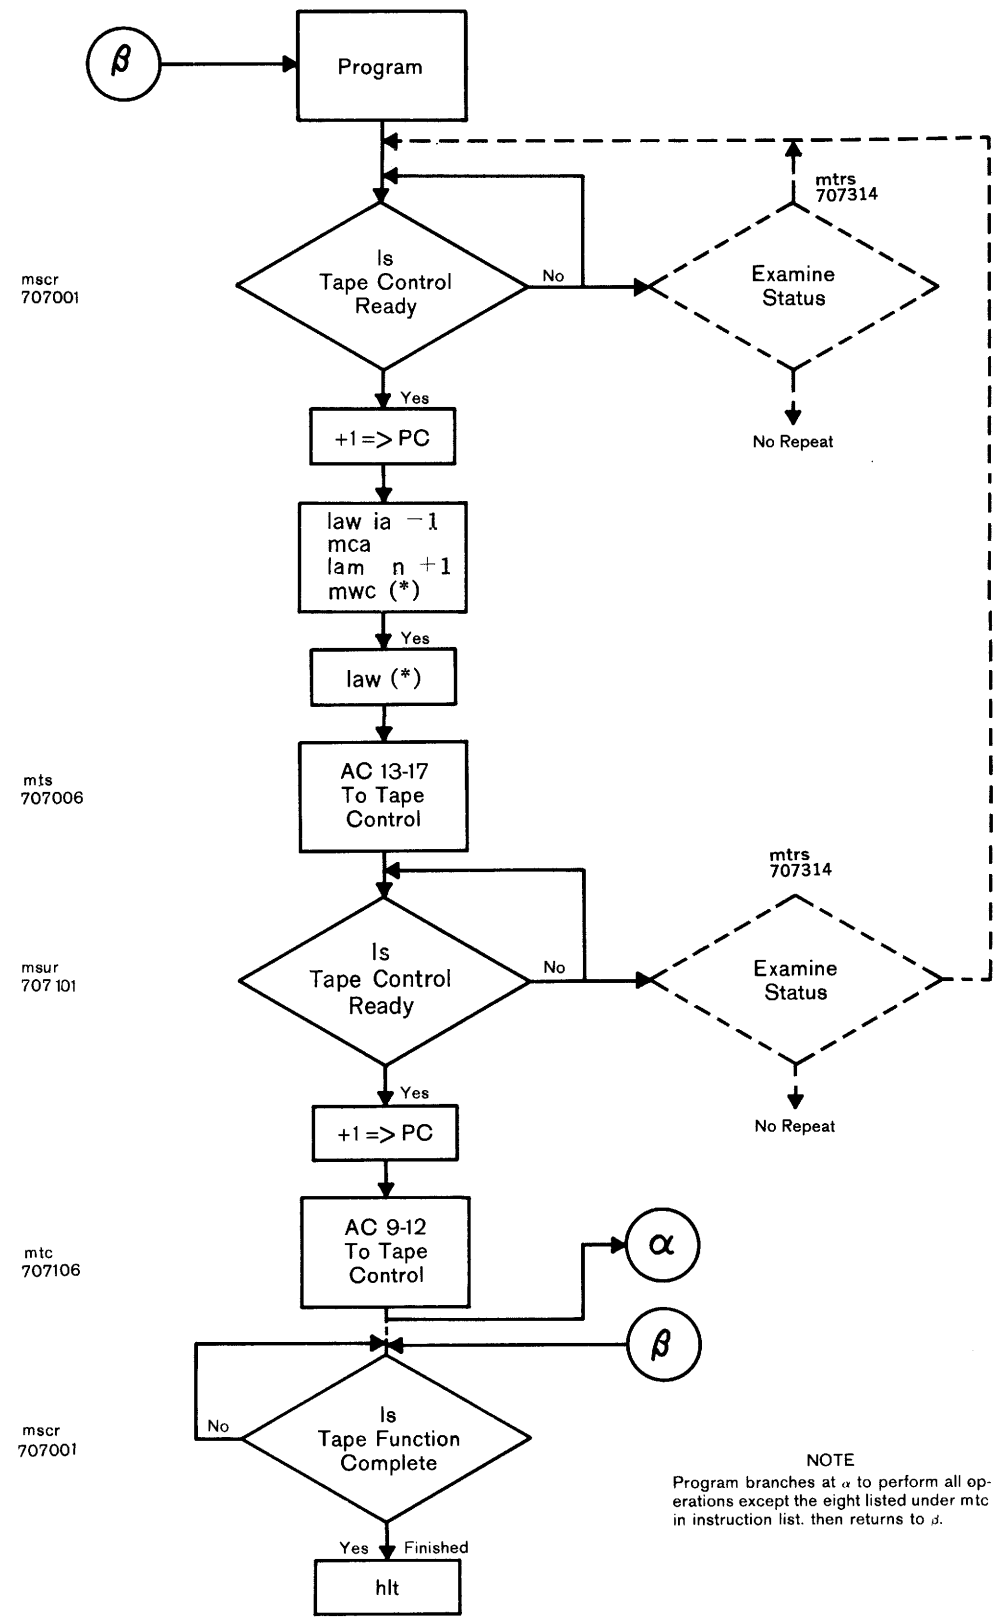 β
Program
mtrs
707314
Is
Tape Control
Ready
No
Examine
Status
mscr
707001
Yes
No Repeat
+1 => PC
law ia -1
mca
lam n +1
mwc (*)
Yes
law (*)
mts
707006
AC 13-17
To Tape
Control
mtrs
707314
msur
707101
Is
Tape Control
Ready
No
Examine
Status
Yes
No Repeat
+1 => PC
mtc
707106
AC 9-12
To Tape
Control
α
β
mscr
707001
No
Is
Tape Function
Complete
NOTE
Program branches at α to perform all op-
erations except the eight listed under mtc
in instruction list. then returns to β.
Yes Finished
hlt